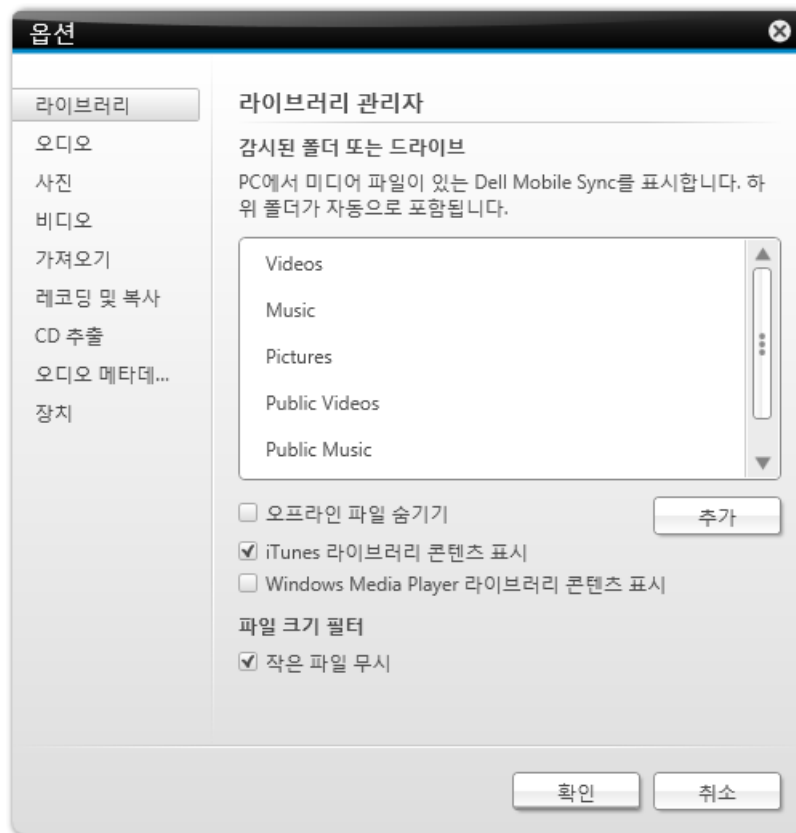 옵션
라이브러리
오디오
사진
비디오
가져오기
레코딩 및 복사
CD 추출
오디오 메타데...
장치
라이브러리 관리자
감시된 폴더 또는 드라이브
PC에서 미디어 파일이 있는 Dell Mobile Sync를 표시합니다. 하
위 폴더가 자동으로 포함됩니다.
Videos
Music
Pictures
Public Videos
Public Music
오프라인 파일 숨기기
추가
iTunes 라이브러리 콘텐츠 표시
Windows Media Player 라이브러리 콘텐츠 표시
파일 크기 필터
작은 파일 무시
확인
취소